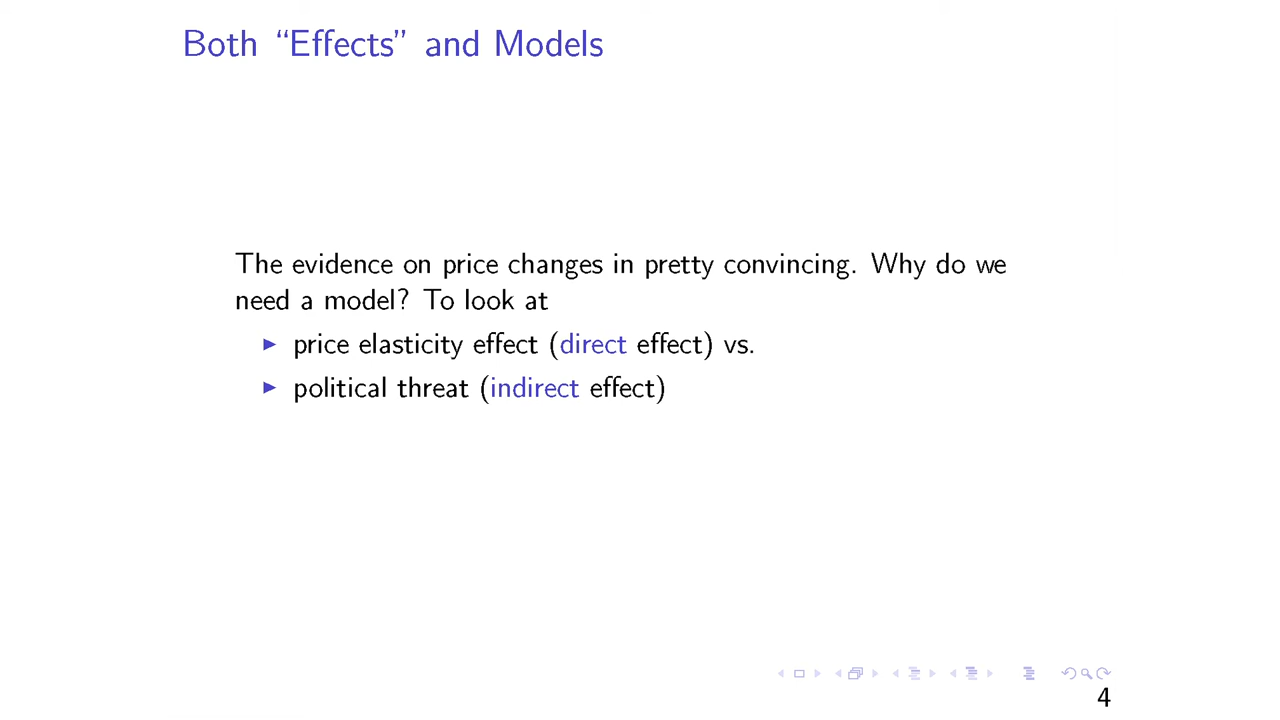 Both “Effects” and Models
The evidence on price changes in pretty convincing. Why do we
need a model? To look at
▶ price elasticity effect (direct effect) vs.
▶ political threat (indirect effect)
4